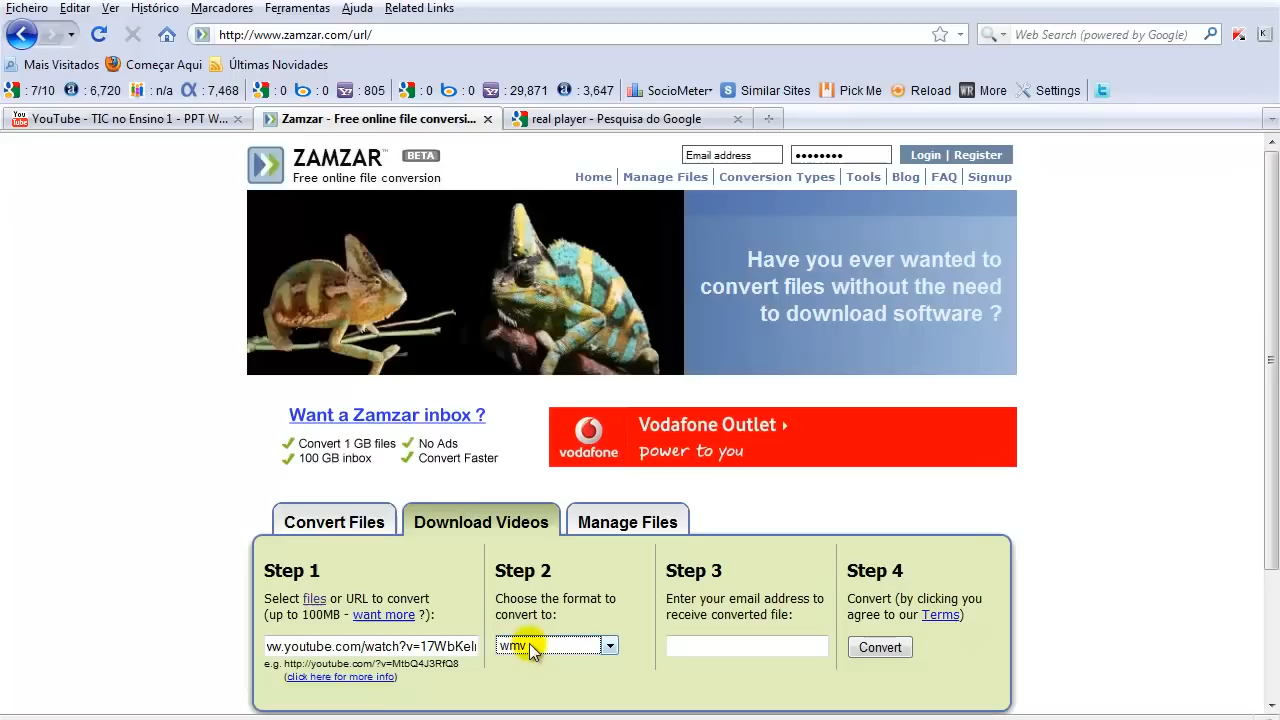 Ficheiro Editar Ver Histórico Marcadores Ferramentas Ajuda Related Links
http://www.zamzar.com/url/ Web Search (powered by Google)
Mais Visitados Começar Aqui Últimas Novidades
: 7/10 : 6,720 : n/a : 7,468 : 0 : 0 : 805 : 0 : 0 : 29,871 : 3,647 SocioMeter Similar Sites Pick Me Reload WR More Settings
You Tube YouTube - TIC no Ensino 1 - PPT W... Zamzar - Free online file conversi... real player - Pesquisa do Google
ZAMZAR™ BETA
Free online file conversion
Email address Login | Register
Home Manage Files Conversion Types Tools Blog FAQ Signup
Have you ever wanted to
convert files without the need
to download software ?
Want a Zamzar inbox ?
Convert 1 GB files No Ads
100 GB inbox Convert Faster
Vodafone Outlet
power to you
vodafone
Convert Files Download Videos Manage Files
Step 1
Select files or URL to convert
(up to 100MB - want more ?):
e.g. http://youtube.com/?v=MtbQ4J3RfQ8
(click here for more info)
Step 2
Choose the format to
convert to:
wmv
Step 3
Enter your email address to
receive converted file:
Step 4
Convert (by clicking you
agree to our Terms)
Convert